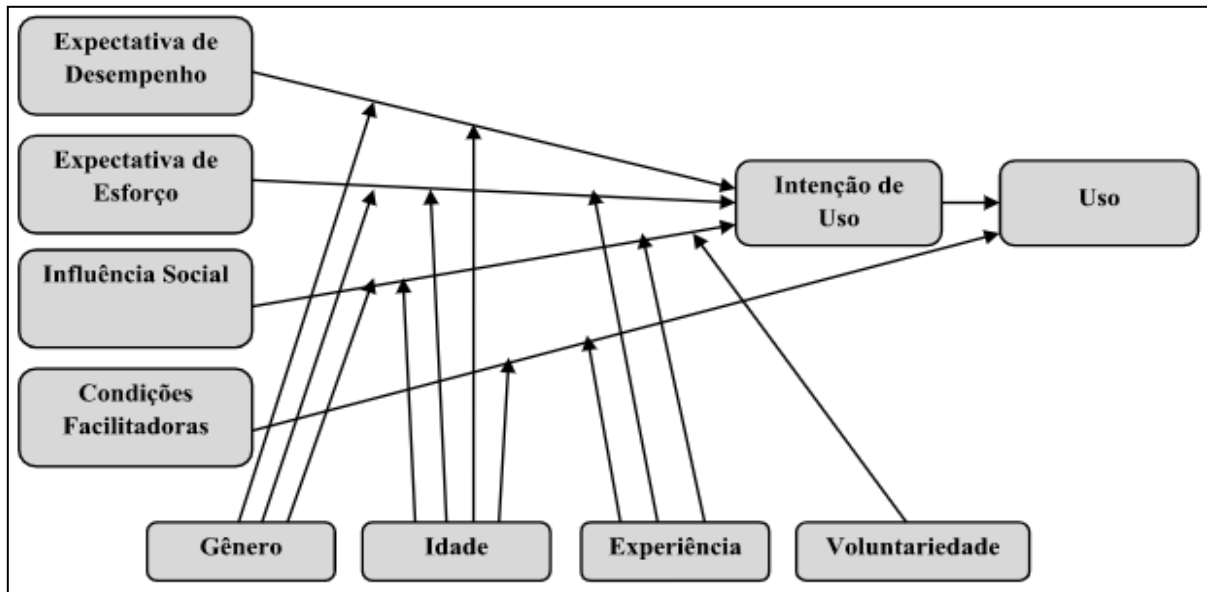 Expectativa de
Desempenho
Expectativa de
Esforço
Influência Social
Condições
Facilitadoras
Intenção de
Uso
Uso
Gênero
Idade
Experiência
Voluntariedade